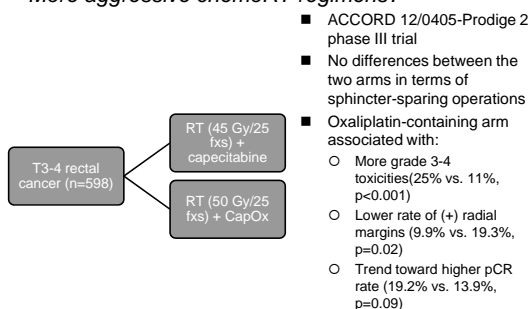 More aggressive chemoRT regimens?
T3-4 rectal
cancer (n=598)
RT (45 Gy/25
fxs) +
capecitabine
RT (50 Gy/25
fxs) + CapOx
■ ACCORD 12/0405-Prodige 2
phase III trial
■ No differences between the
two arms in terms of
sphincter-sparing operations
■ Oxaliplatin-containing arm
associated with:
○ More grade 3-4
toxicities(25% vs. 11%,
p<0.001)
○ Lower rate of (+) radial
margins (9.9% vs. 19.3%,
p=0.02)
○ Trend toward higher pCR
rate (19.2% vs. 13.9%,
p=0.09)